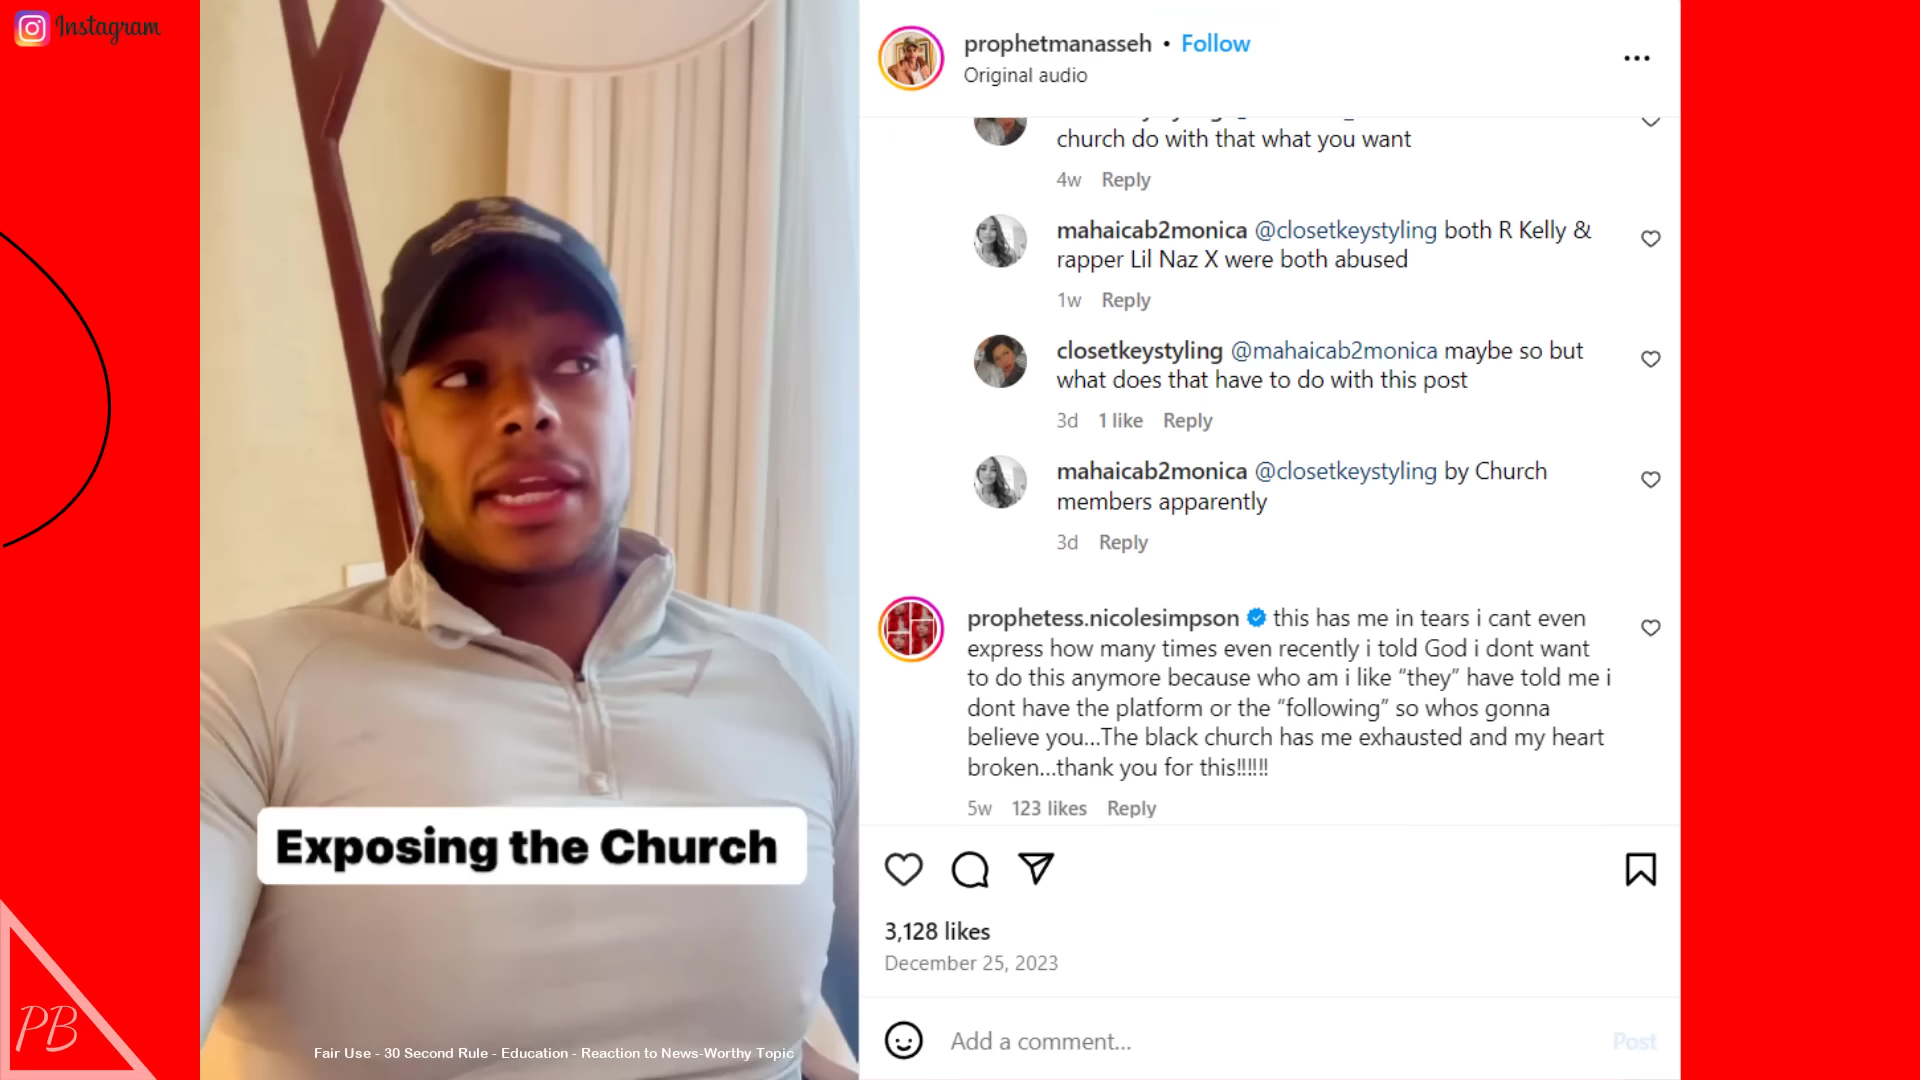 Instagram
prophetmanasseh • Follow
Original audio
church do with that what you want
4w Reply
mahaicab2monica @closetkeystyling both R Kelly &
rapper Lil Naz X were both abused
1w Reply
closetkeystyling @mahaicab2monica maybe so but
what does that have to do with this post
3d 1 like Reply
mahaicab2monica @closetkeystyling by Church
members apparently
3d Reply
prophetess.nicolesimpson this has me in tears i cant even
express how many times even recently i told God i dont want
to do this anymore because who am i like “they” have told me i
dont have the platform or the “following” so whos gonna
believe you...The black church has me exhausted and my heart
broken...thank you for this!!!!!!
5w 123 likes Reply
3,128 likes
December 25, 2023
Add a comment...
Post
Exposing the Church
Fair Use - 30 Second Rule - Education - Reaction to News-Worthy Topic
PB